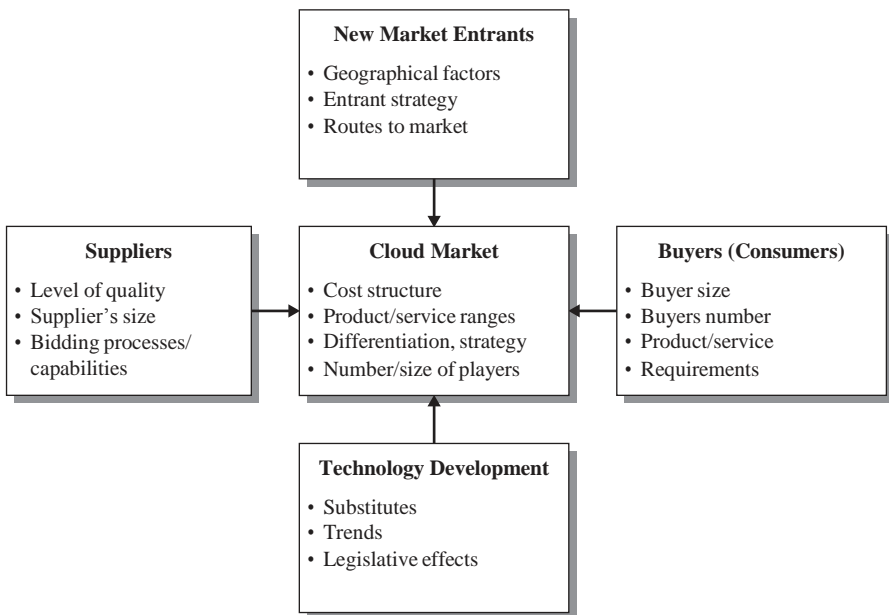 New Market Entrants
• Geographical factors
• Entrant strategy
• Routes to market
Suppliers
• Level of quality
• Supplier's size
• Bidding processes/
capabilities
Cloud Market
• Cost structure
• Product/service ranges
• Differentiation, strategy
• Number/size of players
Buyers (Consumers)
• Buyer size
• Buyers number
• Product/service
• Requirements
Technology Development
• Substitutes
• Trends
• Legislative effects